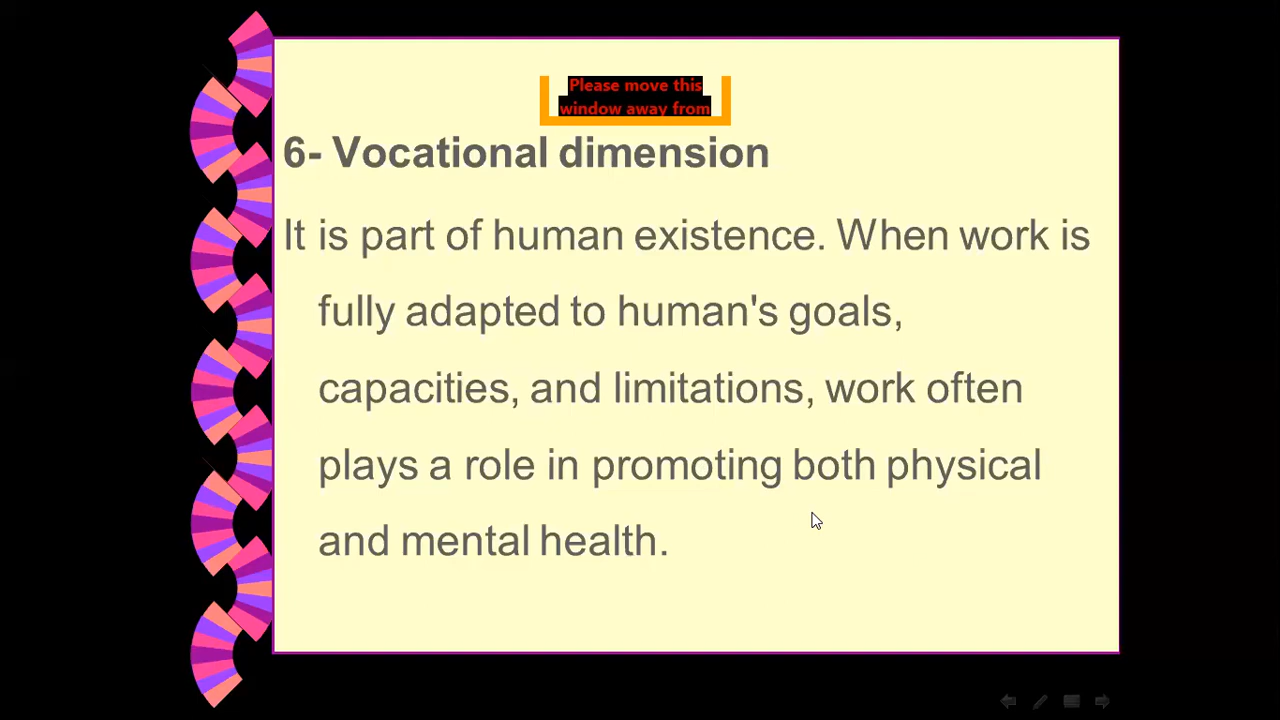 Please move this
window away from
6- Vocational dimension
It is part of human existence. When work is
fully adapted to human's goals,
capacities, and limitations, work often
plays a role in promoting both physical
and mental health.